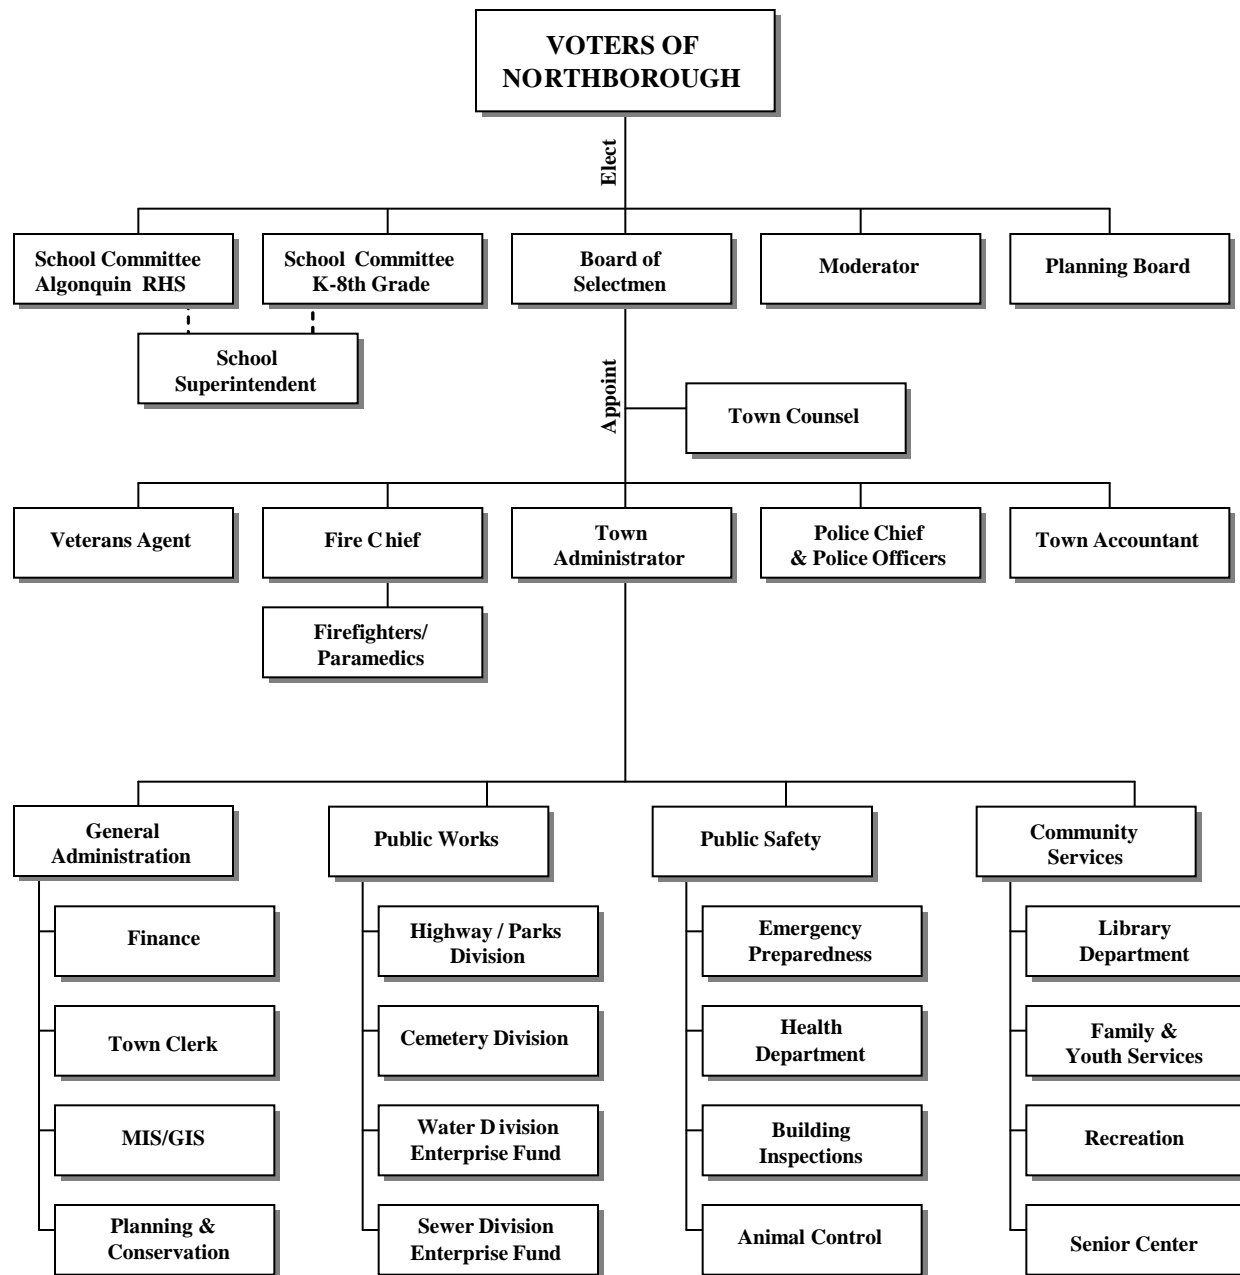 VOTERS OF
NORTHBOROUGH
Elect
School Committee
Algonquin RHS
School Committee
K-8th Grade
Board of
Selectmen
Moderator
Planning Board
School
Superintendent
Appoint
Town Counsel
Veterans Agent
Fire Chief
Town
Administrator
Police Chief
& Police Officers
Town Accountant
Firefighters/
Paramedics
General
Administration
Public Works
Public Safety
Community
Services
Finance
Highway / Parks
Division
Emergency
Preparedness
Library
Department
Town Clerk
Cemetery Division
Health
Department
Family &
Youth Services
MIS/GIS
Water Division
Enterprise Fund
Building
Inspections
Recreation
Planning &
Conservation
Sewer Division
Enterprise Fund
Animal Control
Senior Center